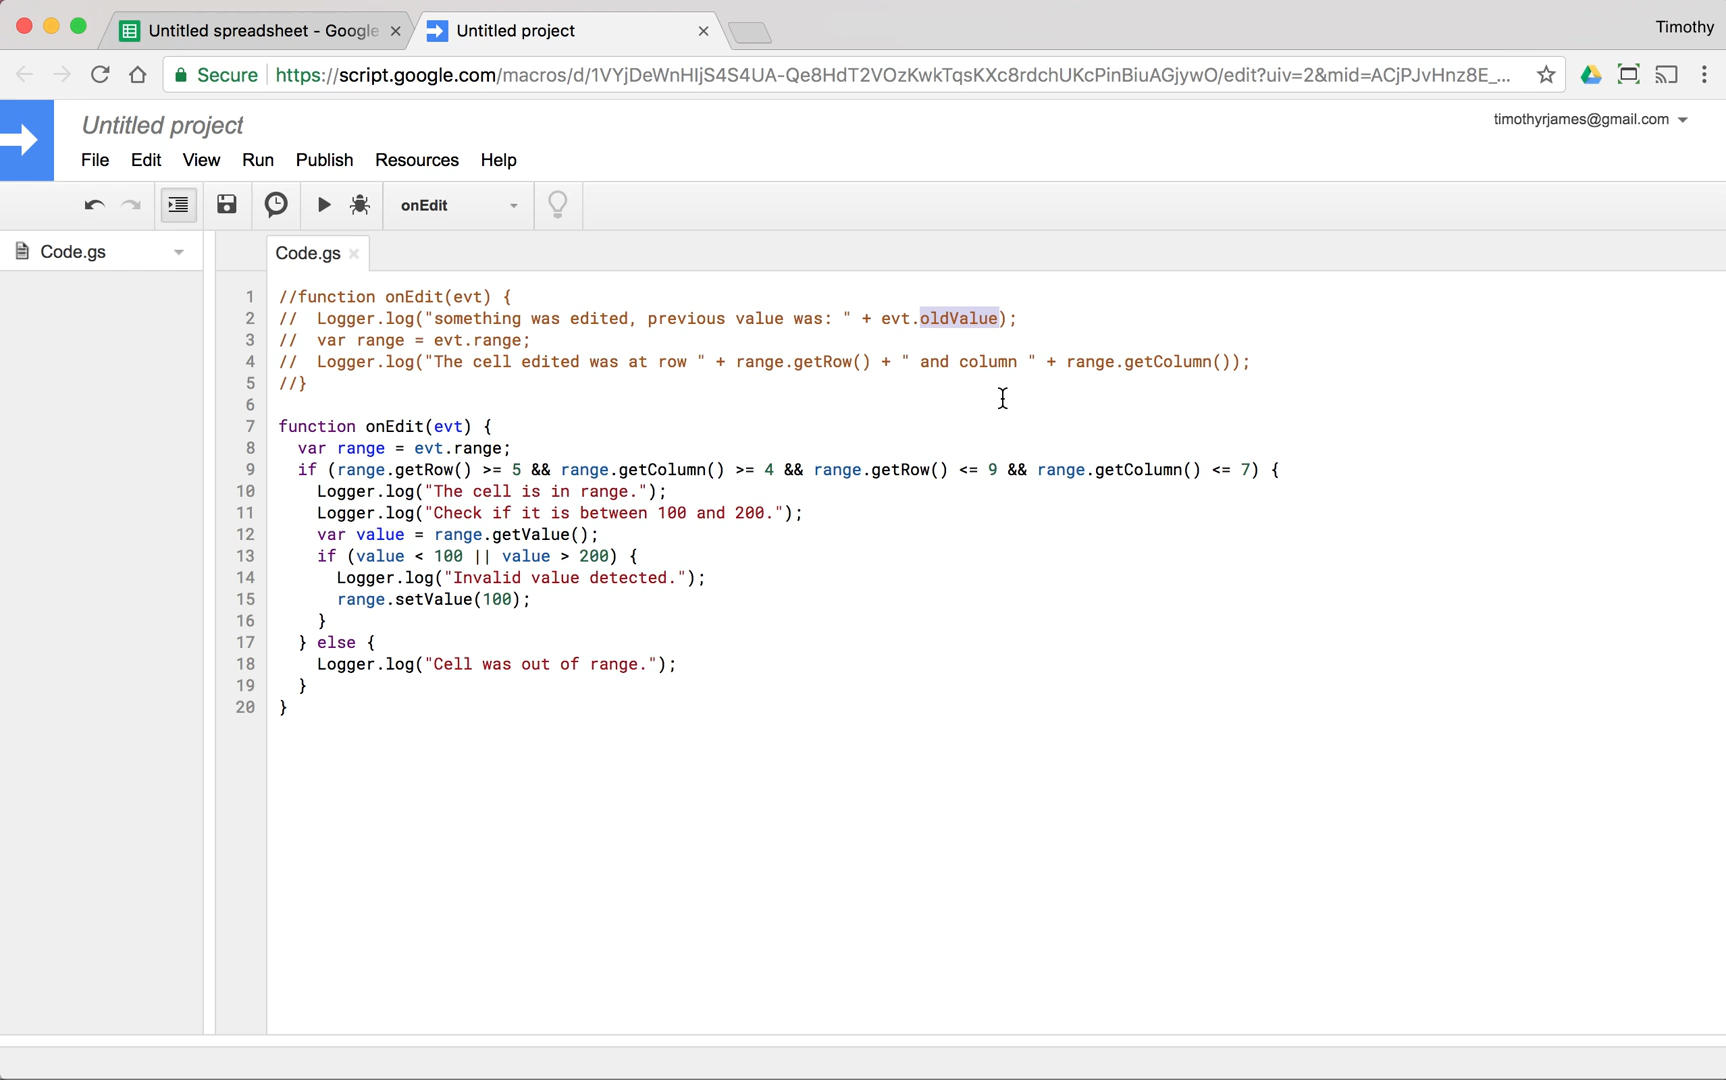 Untitled spreadsheet - Google
Untitled project
Timothy
Secure https://script.google.com/macros/d/1VYjDeWnHIjS4S4UA-Qe8HdT2VOzKwkTqsKXc8rdchUKcPinBiuAGjywO/edit?uiv=2&mid=ACjPJvHnz8E_...
Untitled project
timothyrjames@gmail.com
File Edit View Run Publish Resources Help
onEdit
Code.gs
Code.gs
1 //function onEdit(evt) {
2 // Logger.log("something was edited, previous value was: " + evt.oldValue);
3 // var range = evt.range;
4 // Logger.log("The cell edited was at row " + range.getRow() + " and column " + range.getColumn());
5 //}
6
7 function onEdit(evt) {
8 var range = evt.range;
9 if (range.getRow() >= 5 && range.getColumn() >= 4 && range.getRow() <= 9 && range.getColumn() <= 7) {
10 Logger.log("The cell is in range.");
11 Logger.log("Check if it is between 100 and 200.");
12 var value = range.getValue();
13 if (value < 100 || value > 200) {
14 Logger.log("Invalid value detected.");
15 range.setValue(100);
16 }
17 } else {
18 Logger.log("Cell was out of range.");
19 }
20 }